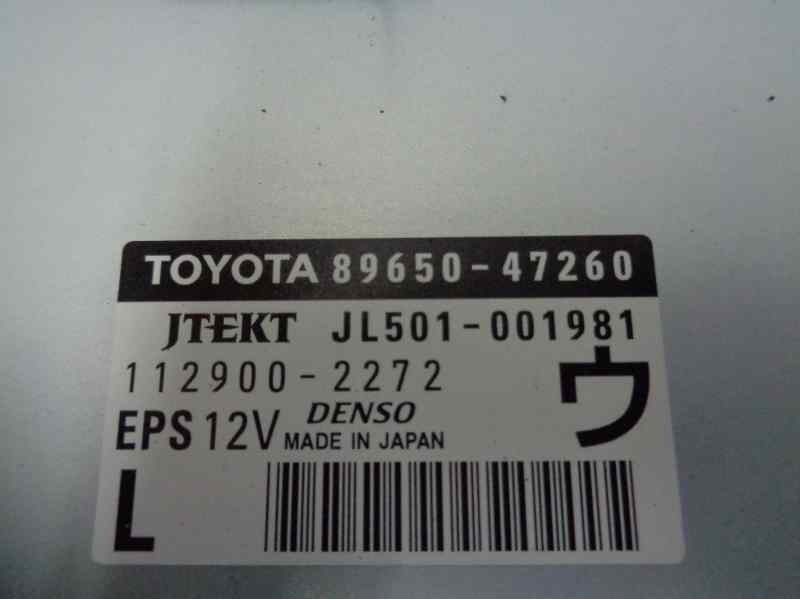 TOYOTA 89650-47260
JTEKT JL501-001981
112900-2272
ウ
EPS 12V DENSO
MADE IN JAPAN
L